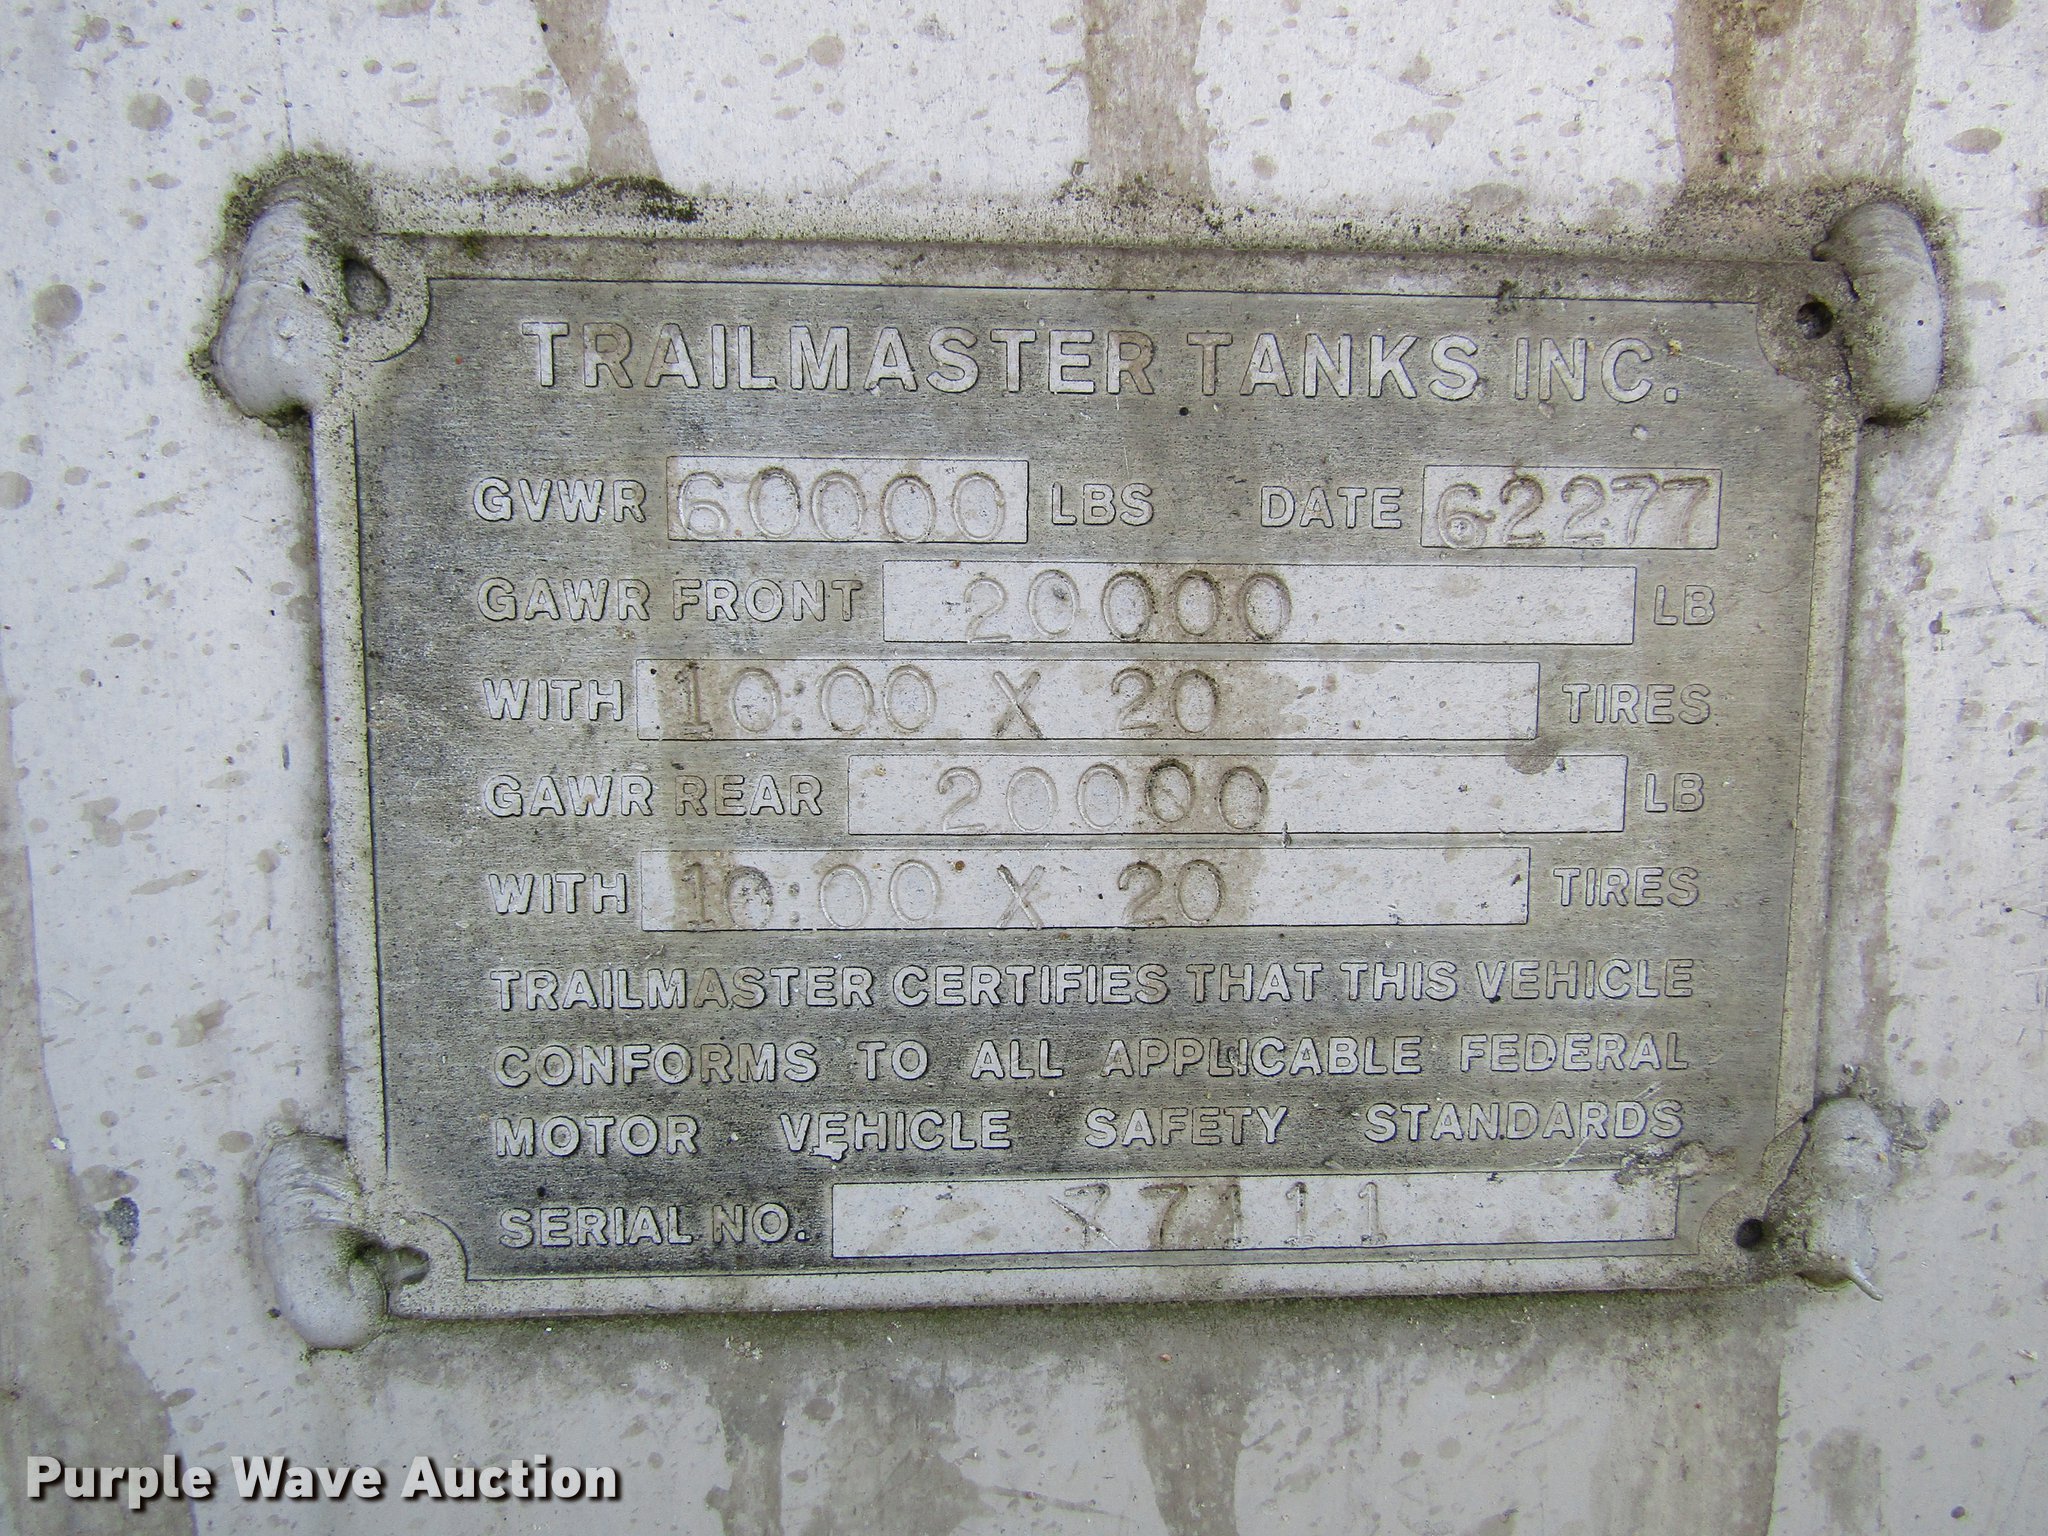 TRAILMASTER TANKS INC.
GVWR 60000 LBS DATE 62277
GAWR FRONT 20000 LB
WITH 10:00 X 20 TIRES
GAWR REAR 20000 LB
WITH 10:00 X 20 TIRES
TRAILMASTER CERTIFIES THAT THIS VEHICLE
CONFORMS TO ALL APPLICABLE FEDERAL
MOTOR VEHICLE SAFETY STANDARDS
SERIAL NO. 77111
Purple Wave Auction